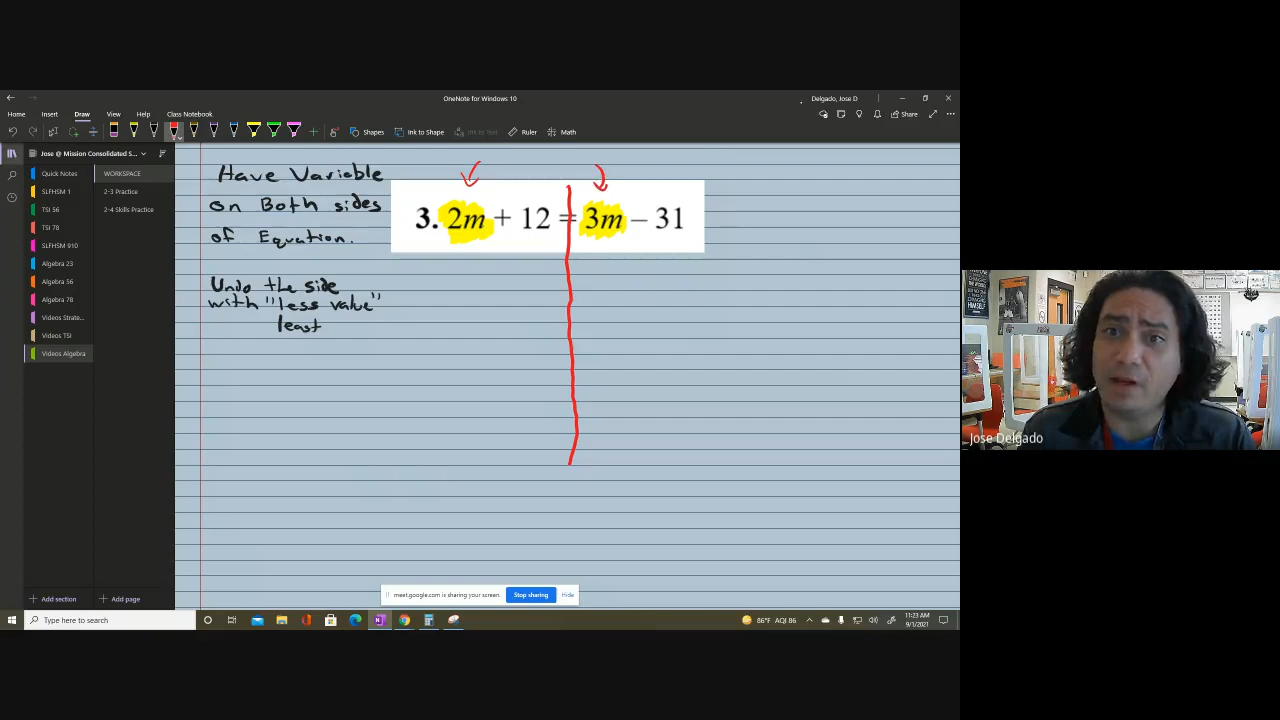 OneNote for Windows 10
Delgado, Jose D
Home Insert Draw View Help Class Notebook
Shapes Ink to Shape Ink to Text Ruler Math
Share
Jose @ Mission Consolidated S...
Quick Notes
SLFHSM 1
TSI 56
TSI 78
SLFHSM 910
Algebra 23
Algebra 56
Algebra 78
Videos Strate...
Videos TSI
Videos Algebra
WORKSPACE
2-3 Practice
2-4 Skills Practice
Have Variable
on Both sides
of Equation.
Undo the side
with "less value"
least
3. 2m + 12 = 3m – 31
Jose Delgado
Add section
Add page
meet.google.com is sharing your screen.
Stop sharing
Hide
Type here to search
86°F AQI 86
11:23 AM
9/1/2021